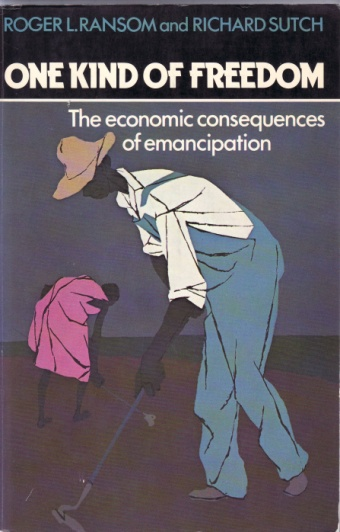 ROGER L. RANSOM and RICHARD SUTCH
ONE KIND OF FREEDOM
The economic consequences
of emancipation